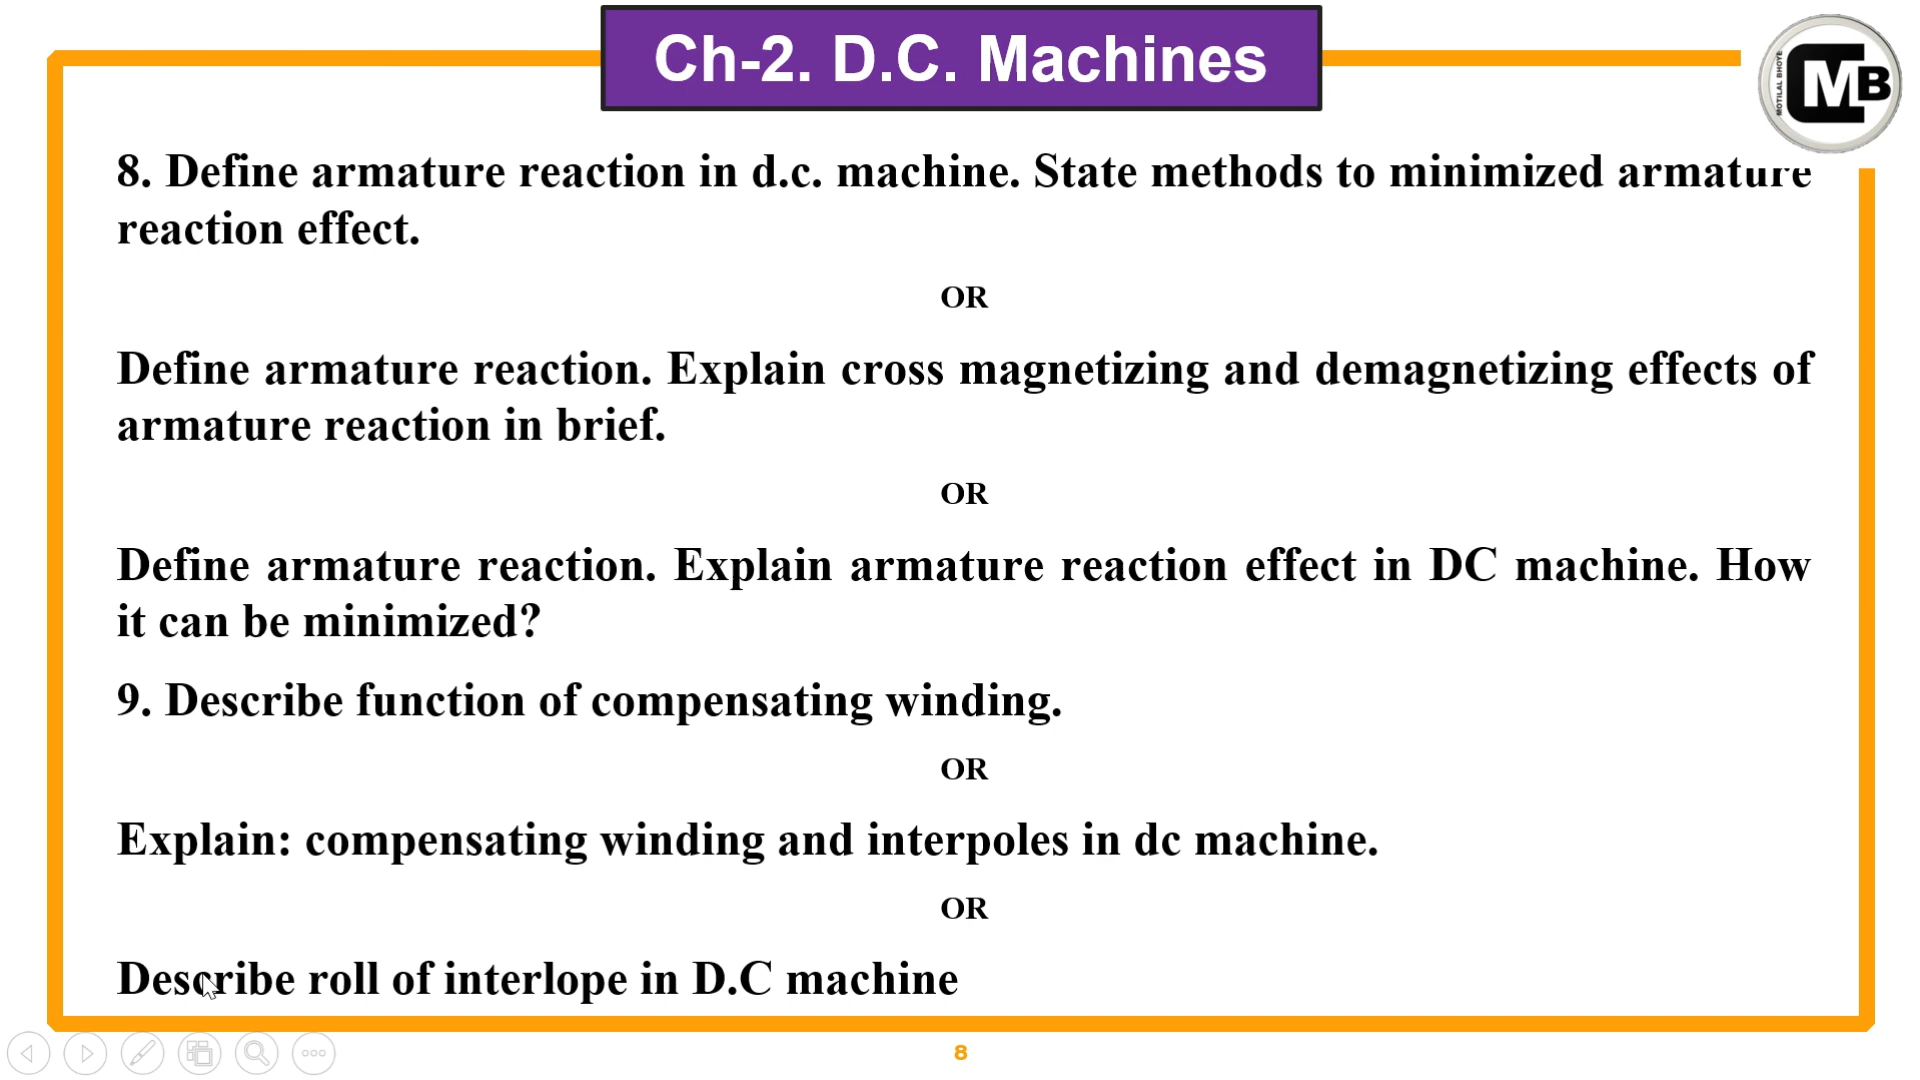 Ch-2. D.C. Machines
MOTILAL BHOYE
MB
8. Define armature reaction in d.c. machine. State methods to minimized armature
reaction effect.
OR
Define armature reaction. Explain cross magnetizing and demagnetizing effects of
armature reaction in brief.
OR
Define armature reaction. Explain armature reaction effect in DC machine. How
it can be minimized?
9. Describe function of compensating winding.
OR
Explain: compensating winding and interpoles in dc machine.
OR
Describe roll of interlope in D.C machine
8